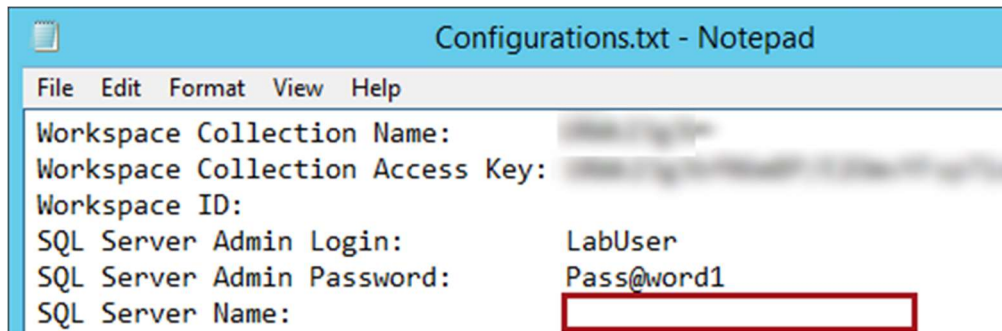 Configurations.txt - Notepad
File Edit Format View Help
Workspace Collection Name:
Workspace Collection Access Key:
Workspace ID:
SQL Server Admin Login: LabUser
SQL Server Admin Password: Pass@word1
SQL Server Name: